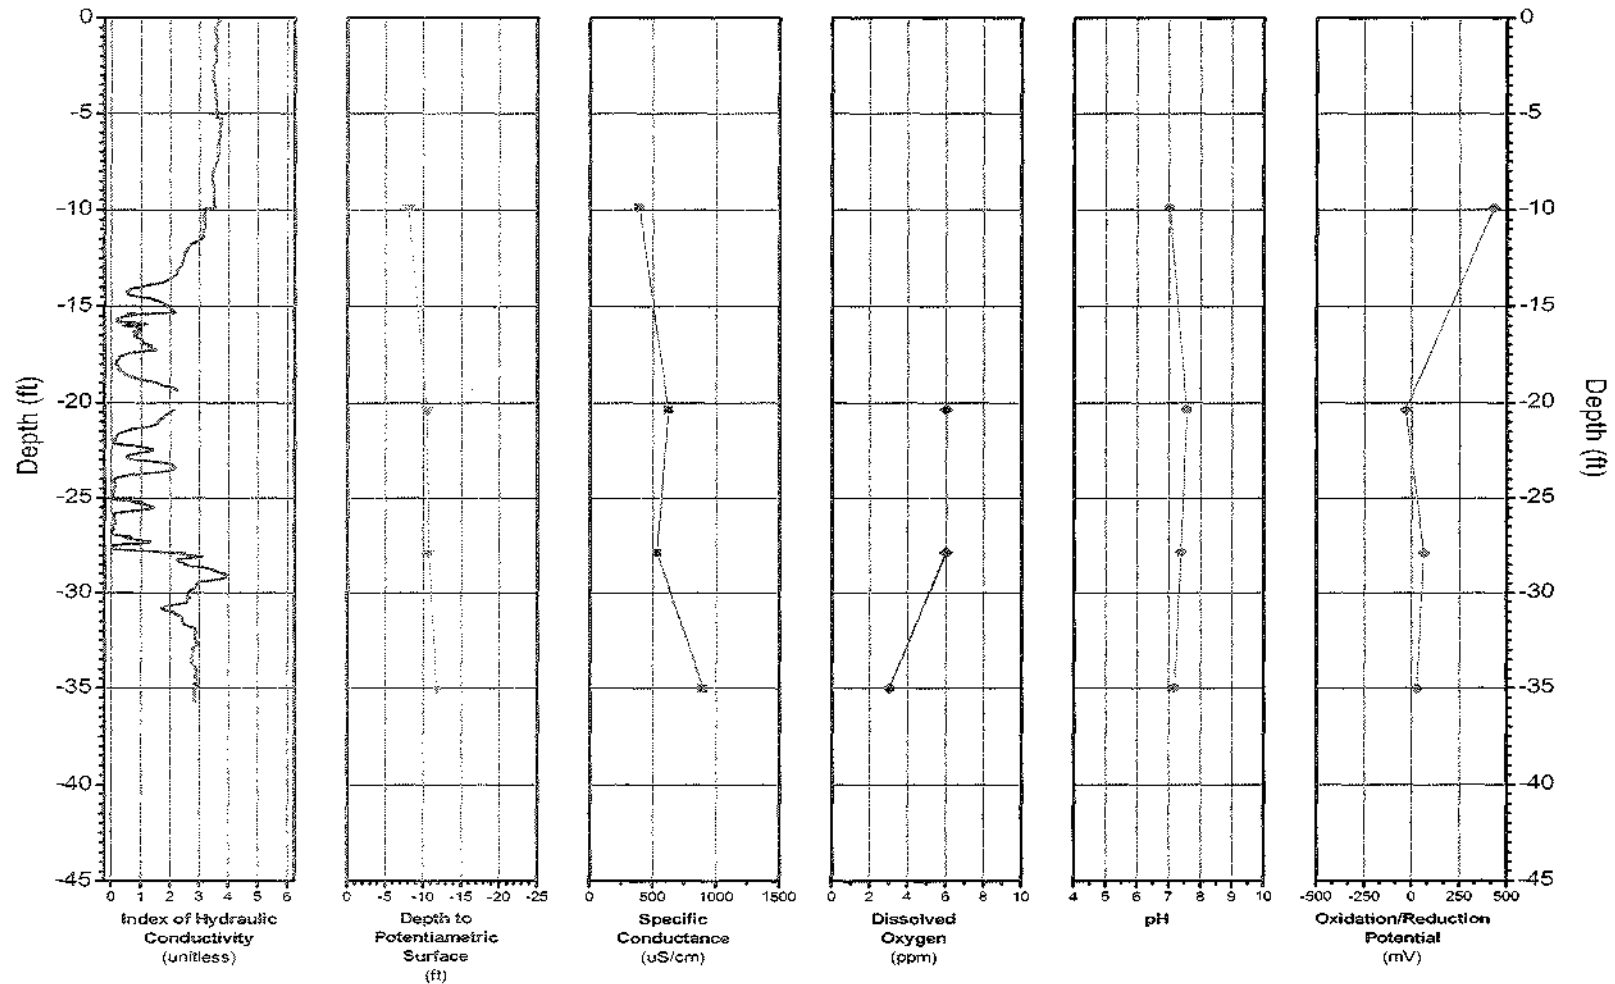 0
-5
-10
-15
-20
-25
-30
-35
-40
-45
Depth (ft)
0 1 2 3 4 5 6
Index of Hydraulic
Conductivity
(unitless)
0 -5 -10 -15 -20 -25
Depth to
Potentiametric
Surface
(ft)
0 500 1000 1500
Specific
Conductance
(uS/cm)
0 2 4 6 8 10
Dissolved
Oxygen
(ppm)
4 5 6 7 8 9 10
pH
-500 -250 0 250 500
Oxidation/Reduction
Potential
(mV)
0
-5
-10
-15
-20
-25
-30
-35
-40
-45
Depth (ft)